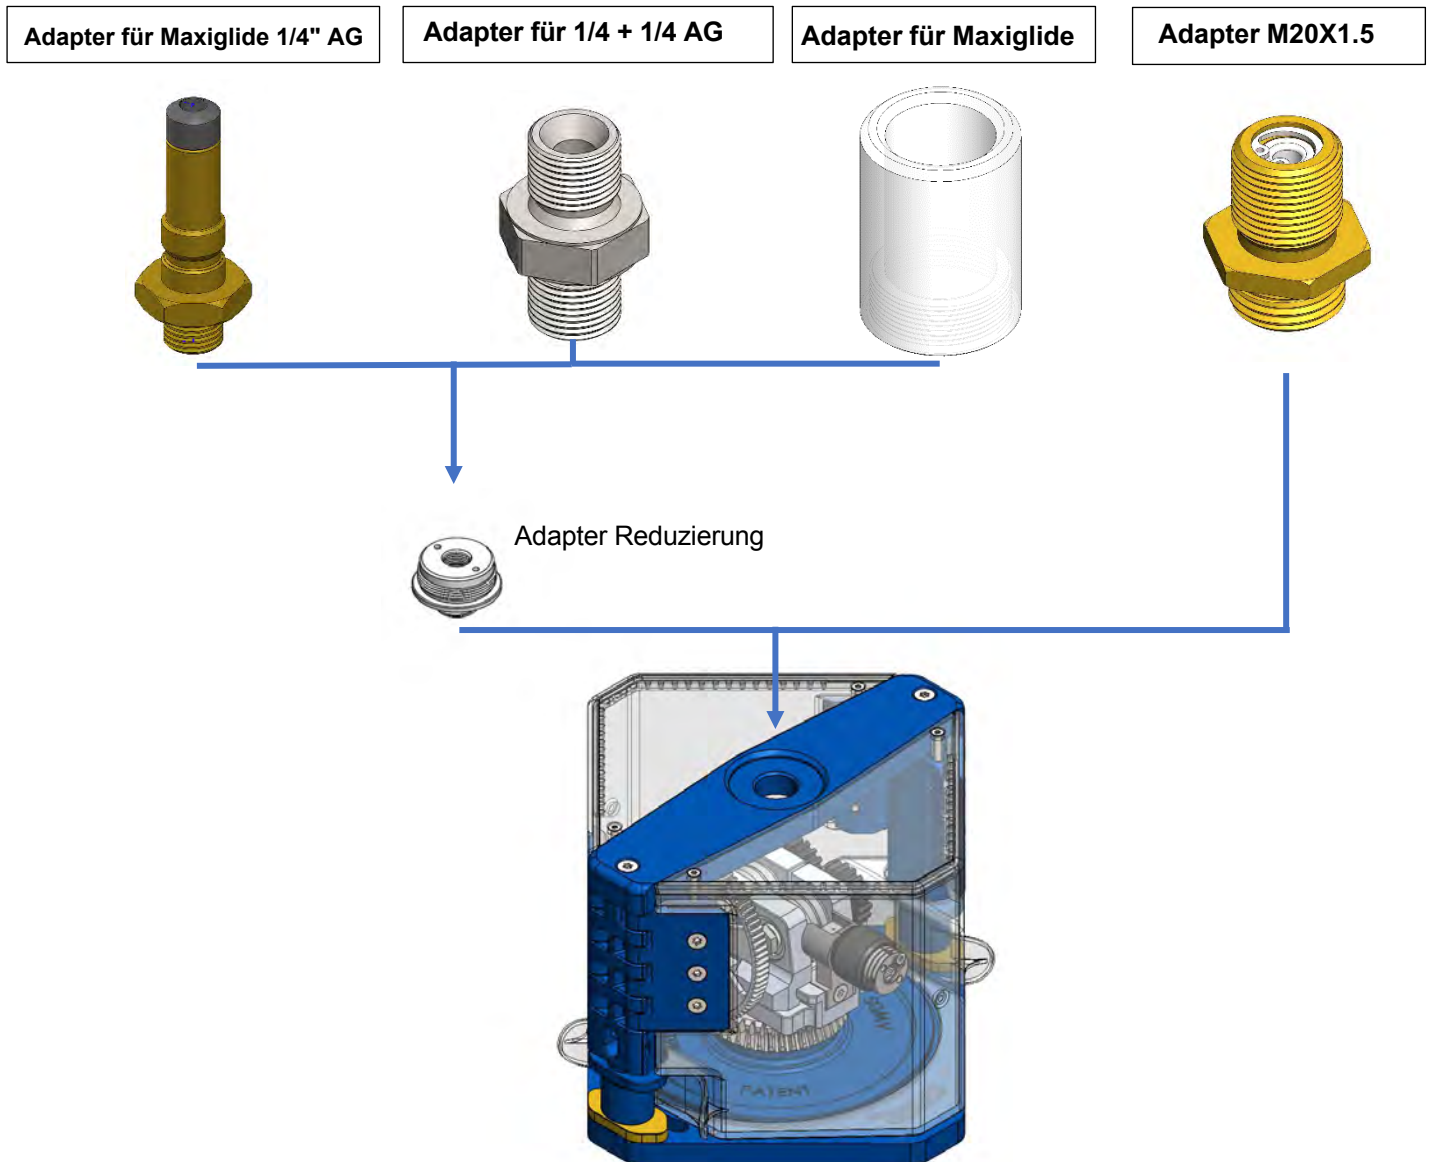 Adapter für Maxiglide 1/4" AG
Adapter für 1/4 + 1/4 AG
Adapter für Maxiglide
Adapter M20X1.5
Adapter Reduzierung
PATENT